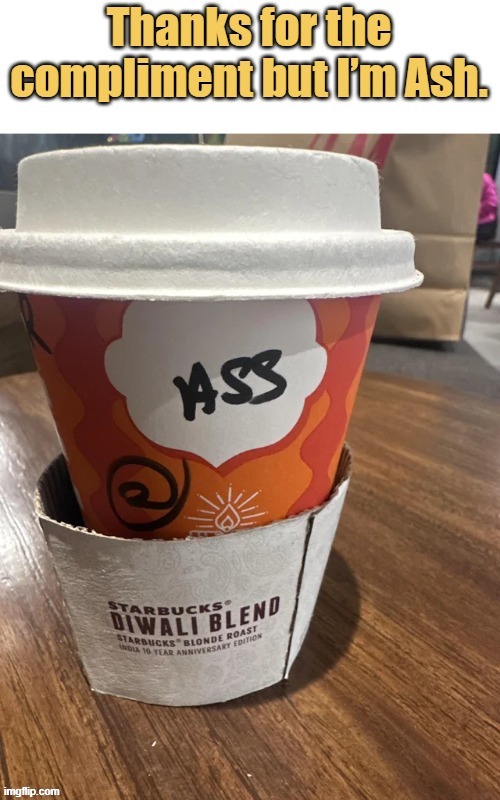 Thanks for the
compliment but I'm Ash.
ASS
STARBUCKS®
DIWALI BLEND
STARBUCKS® BLONDE ROAST
INDIA 10 YEAR ANNIVERSARY EDITION
imgflip.com